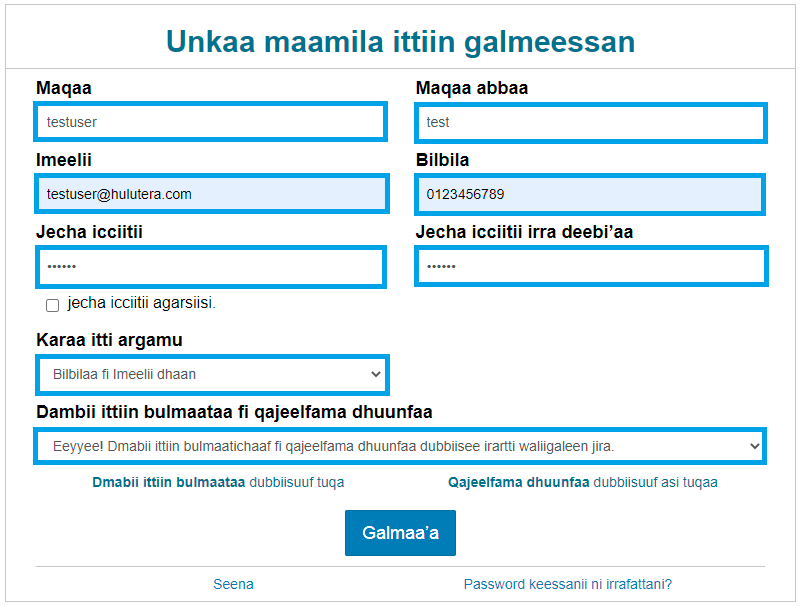 Unkaa maamila ittiin galmeessan
Maqaa
Maqaa abbaa
testuser
test
Imeelii
Bilbila
testuser@hulutera.com
0123456789
Jecha icciitii
Jecha icciitii irra deebi’aa
••••••
••••••
jecha icciitii agarsiisi.
Karaa itti argamu
Bilbilaa fi Imeelii dhaan
Dambii ittiin bulmaataa fi qajeelfama dhuunfaa
Eeyyee! Dmabii ittiin bulmaatichaaf fi qajeelfama dhuunfaa dubbiisee irartti waliigaleen jira.
Dmabii ittiin bulmaataa dubbiisuuf tuqa
Qajeelfama dhuunfaa dubbiisuuf asi tuqaa
Galmaa’a
Seena
Password keessanii ni irrafattani?